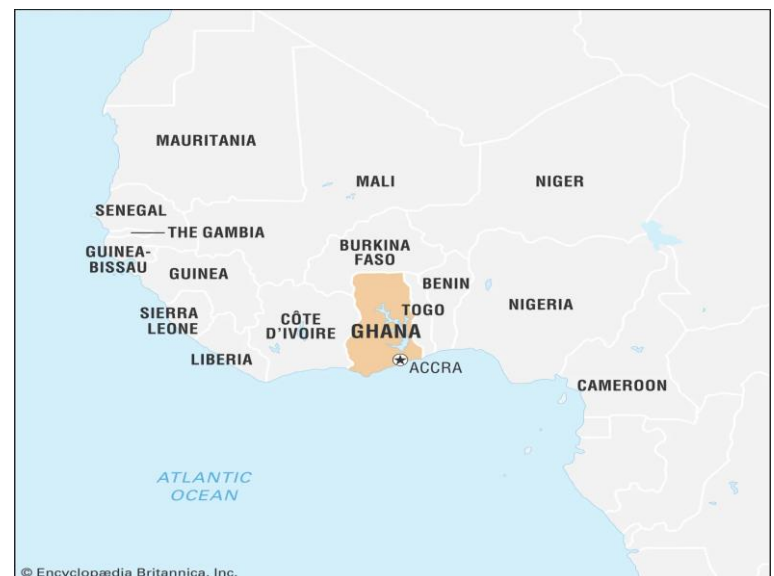 MAURITANIA
MALI
NIGER
SENEGAL
THE GAMBIA
GUINEA-
BISSAU
GUINEA
BURKINA
FASO
BENIN
NIGERIA
SIERRA
LEONE
CÔTE
D'IVOIRE
TOGO
GHANA
LIBERIA
ACCRA
CAMEROON
ATLANTIC
OCEAN
© Encyclopædia Britannica, Inc.